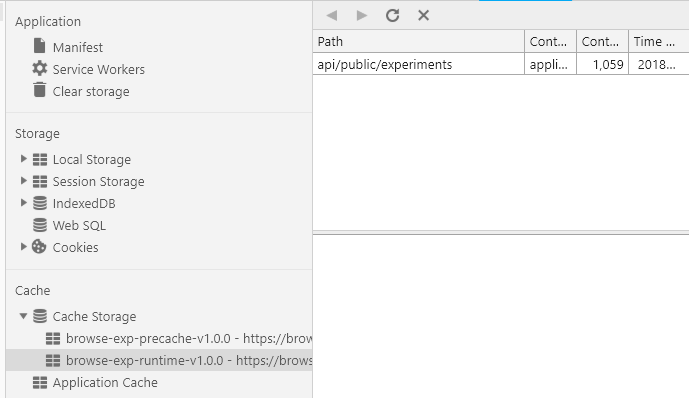 Application
Manifest
Service Workers
Clear storage
Storage
Local Storage
Session Storage
IndexedDB
Web SQL
Cookies
Cache
Cache Storage
browse-exp-precache-v1.0.0 - https://brow
browse-exp-runtime-v1.0.0 - https://brows
Application Cache
Path Cont... Cont... Time ...
api/public/experiments appli... 1,059 2018...